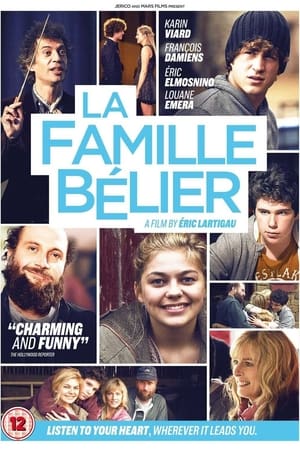 JERICO AND MARS FILMS PRESENT
KARIN
VIARD
FRANÇOIS
DAMIENS
ÉRIC
ELMOSNINO
LOUANE
EMERA
LA
FAMILLE
BÉLIER
A FILM BY ÉRIC LARTIGAU
"CHARMING
AND FUNNY"
THE HOLLYWOOD REPORTER
12
LISTEN TO YOUR HEART, WHEREVER IT LEADS YOU.